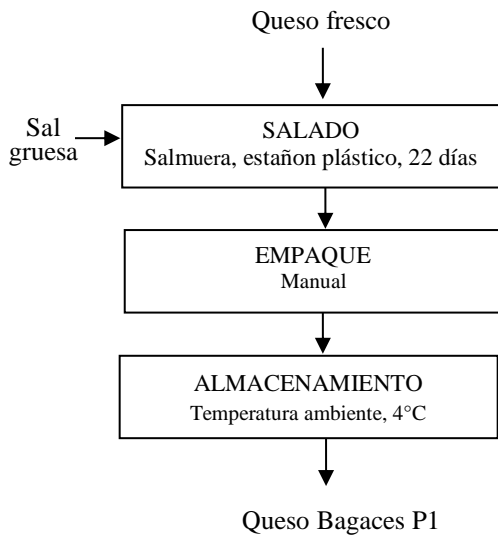 Queso fresco
Sal
gruesa
SALADO
Salmuera, estañon plástico, 22 días
EMPAQUE
Manual
ALMACENAMIENTO
Temperatura ambiente, 4°C
Queso Bagaces P1